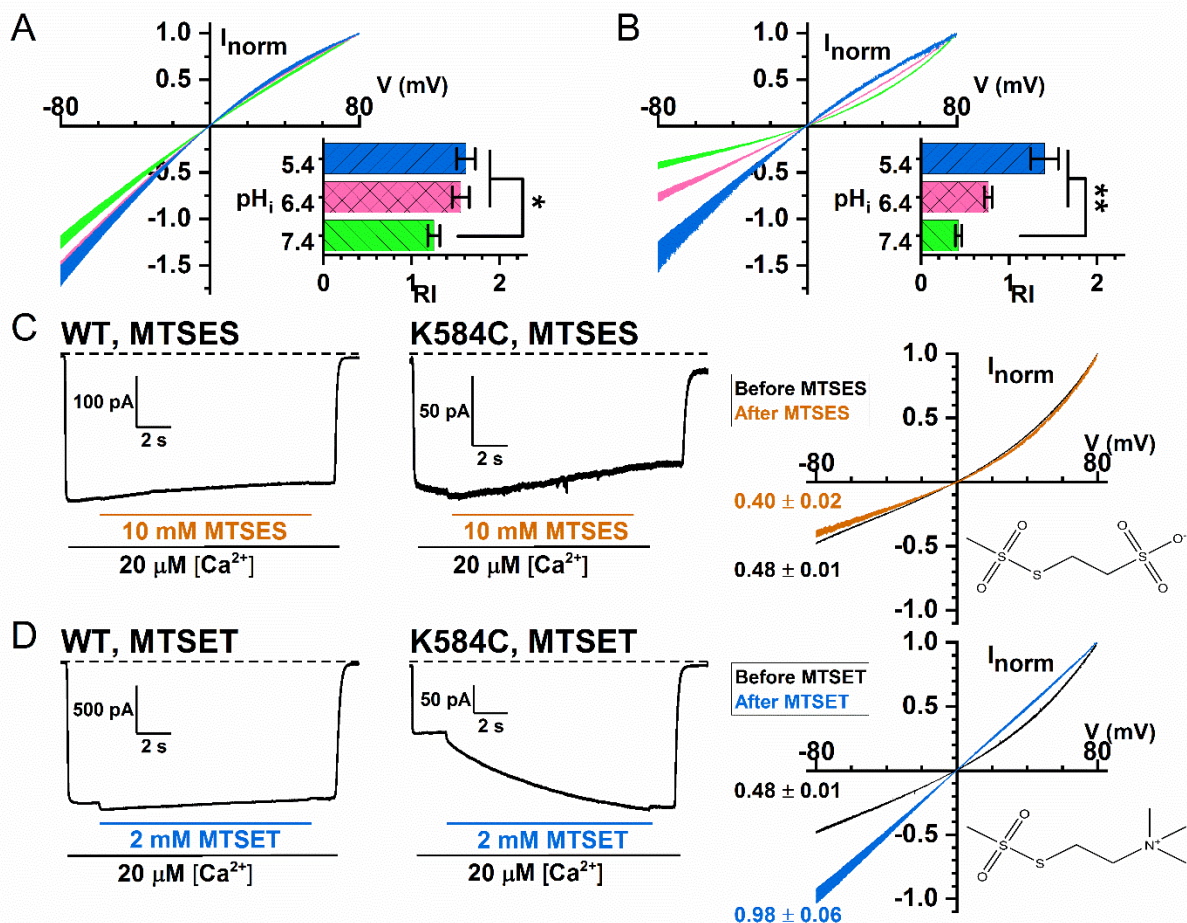 A
I norm
V (mV)
-80
80
1.0
0.5
-0.5
-1.0
-1.5
pHi
5.4
6.4
7.4
*
0
1
2
RI
B
I norm
V (mV)
-80
80
1.0
0.5
-0.5
-1.0
-1.5
pHi
5.4
6.4
7.4
**
0
1
2
RI
C
WT, MTSES
100 pA
2 s
10 mM MTSES
20 μM [Ca²⁺]
K584C, MTSES
50 pA
2 s
10 mM MTSES
20 μM [Ca²⁺]
Before MTSES
After MTSES
I norm
V (mV)
-80
80
1.0
0.5
-0.5
-1.0
0.40 ± 0.02
0.48 ± 0.01
O
O
S
S
O
O
S
O⁻
D
WT, MTSET
500 pA
2 s
2 mM MTSET
20 μM [Ca²⁺]
K584C, MTSET
50 pA
2 s
2 mM MTSET
20 μM [Ca²⁺]
Before MTSET
After MTSET
I norm
V (mV)
-80
80
1.0
0.5
-0.5
-1.0
0.48 ± 0.01
0.98 ± 0.06
O
S
O
S
N⁺